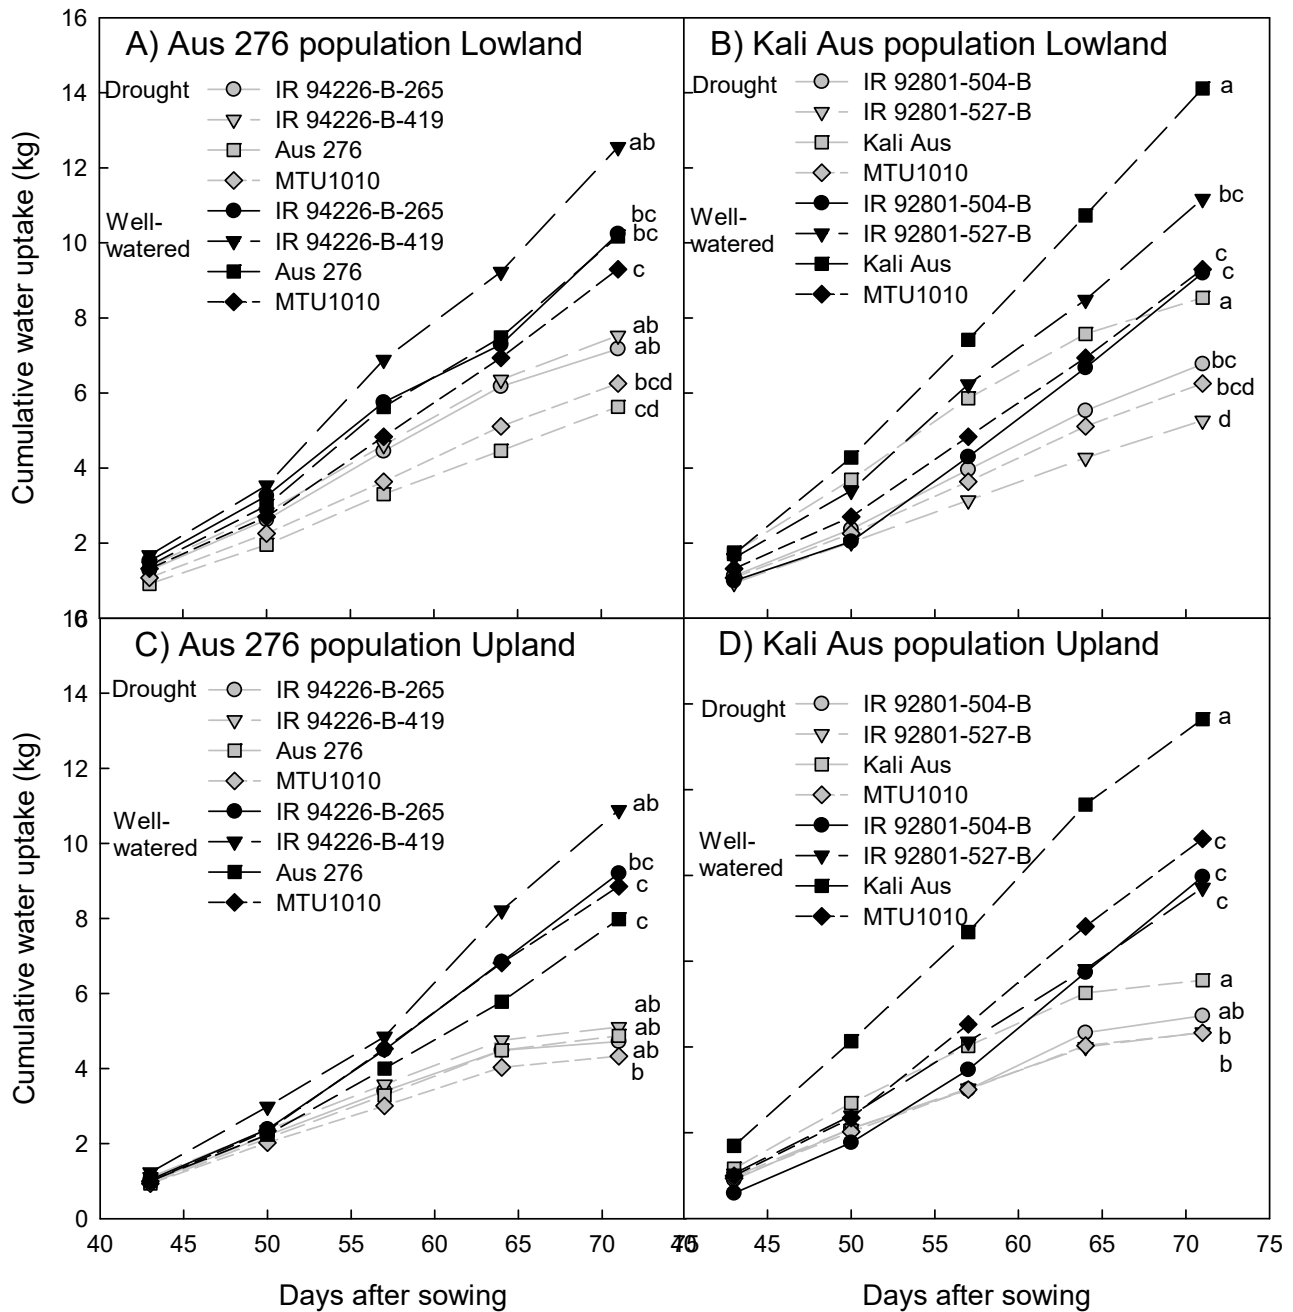 A) Aus 276 population Lowland
Drought
IR 94226-B-265
IR 94226-B-419
Aus 276
MTU1010
Well-
watered
IR 94226-B-265
IR 94226-B-419
Aus 276
MTU1010
ab
bc
bc
c
ab
ab
bcd
cd
Cumulative water uptake (kg)
16
14
12
10
8
6
4
2
B) Kali Aus population Lowland
Drought
IR 92801-504-B
IR 92801-527-B
Kali Aus
MTU1010
Well-
watered
IR 92801-504-B
IR 92801-527-B
Kali Aus
MTU1010
a
bc
c
c
a
bc
bcd
d
C) Aus 276 population Upland
Drought
IR 94226-B-265
IR 94226-B-419
Aus 276
MTU1010
Well-
watered
IR 94226-B-265
IR 94226-B-419
Aus 276
MTU1010
ab
bc
c
c
ab
ab
ab
b
Cumulative water uptake (kg)
14
12
10
8
6
4
2
0
40 45 50 55 60 65 70
Days after sowing
D) Kali Aus population Upland
Drought
IR 92801-504-B
IR 92801-527-B
Kali Aus
MTU1010
Well-
watered
IR 92801-504-B
IR 92801-527-B
Kali Aus
MTU1010
a
c
c
c
a
ab
b
b
45 50 55 60 65 70 75
Days after sowing